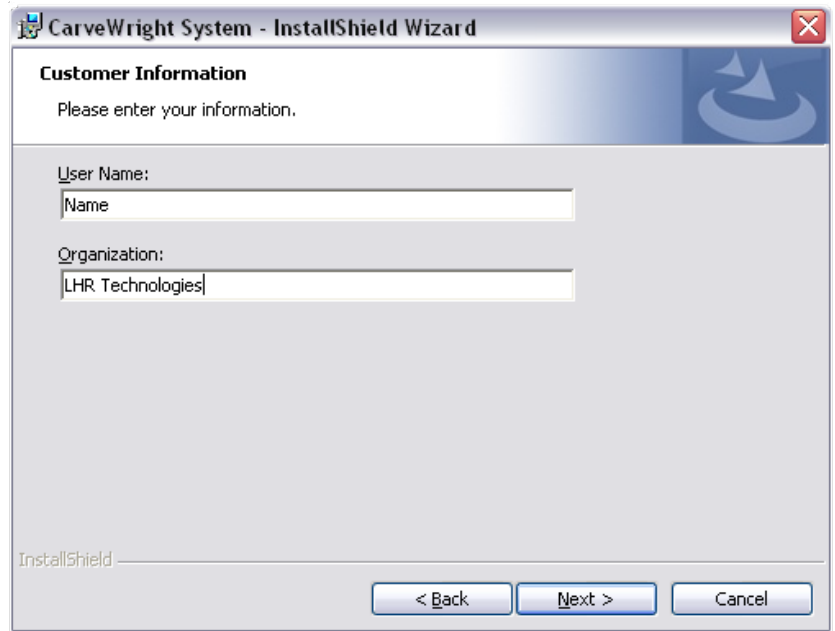 CarveWright System - InstallShield Wizard
Customer Information
Please enter your information.
User Name:
Name
Organization:
LHR Technologies
InstallShield
< Back
Next >
Cancel